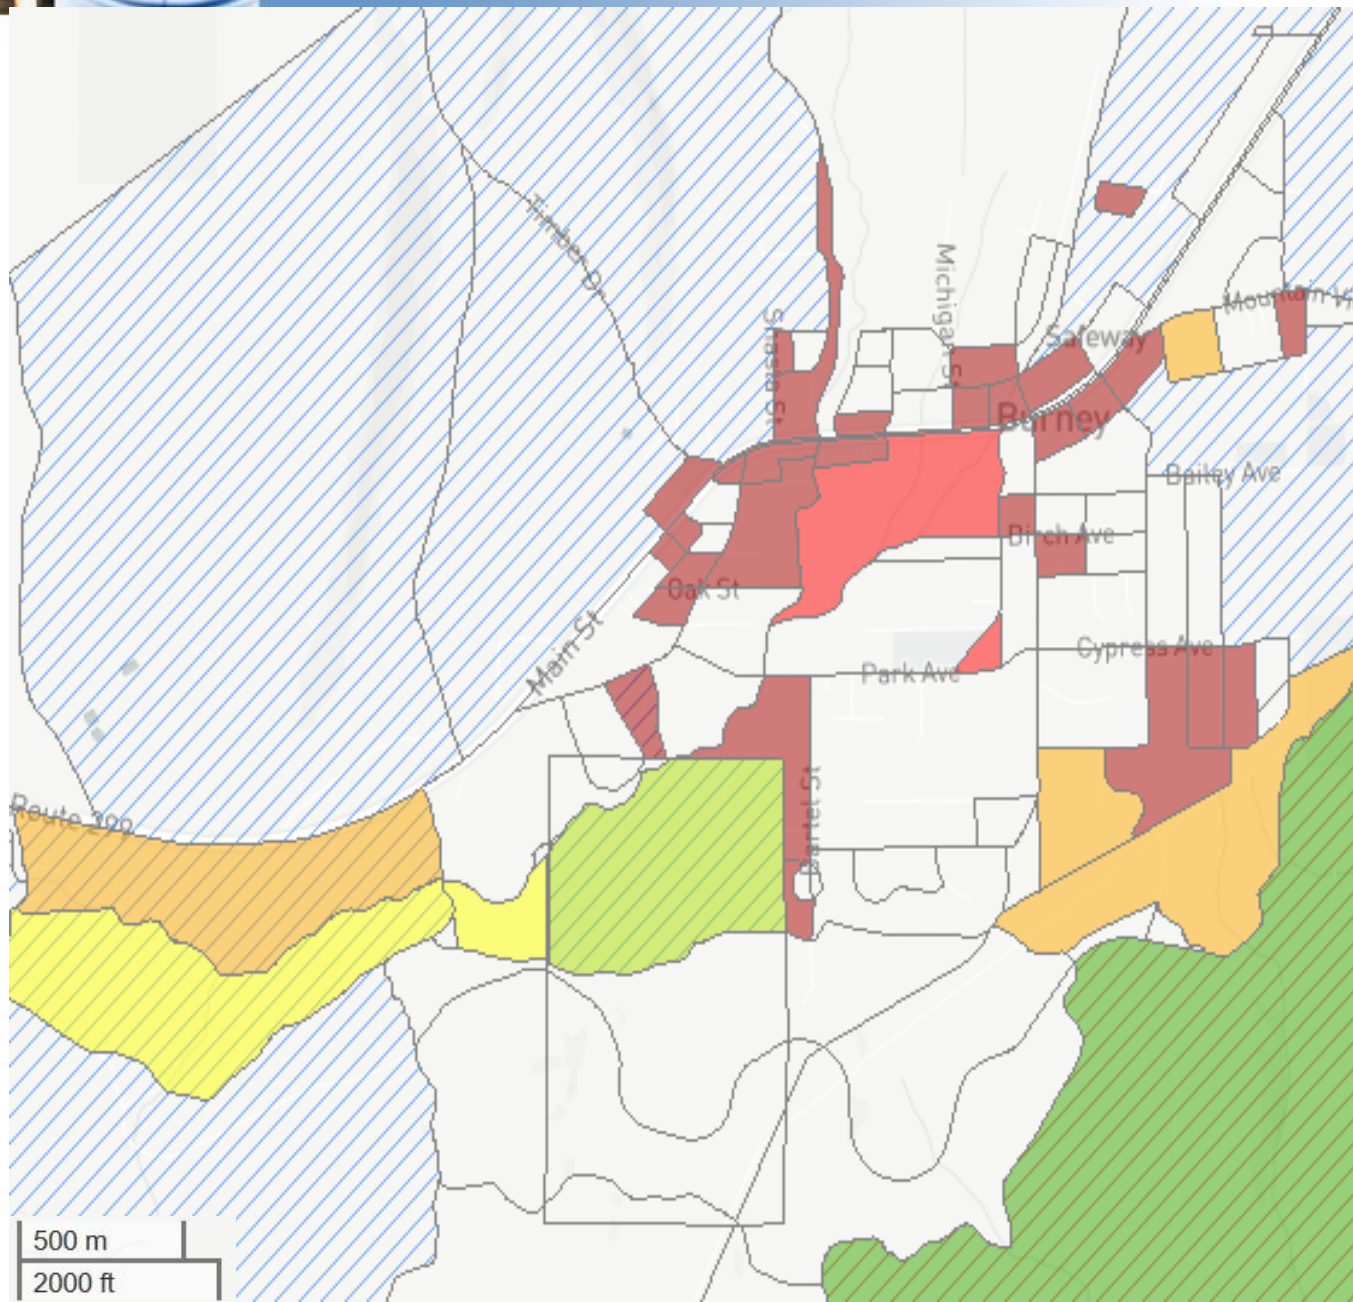 Timber Dr
Michigan St
Shasta St
Safeway
Mountain Vi
Burney
Bailey Ave
Birch Ave
Oak St
Main St
Cypress Ave
Park Ave
Bartel St
Route 299
500 m
2000 ft